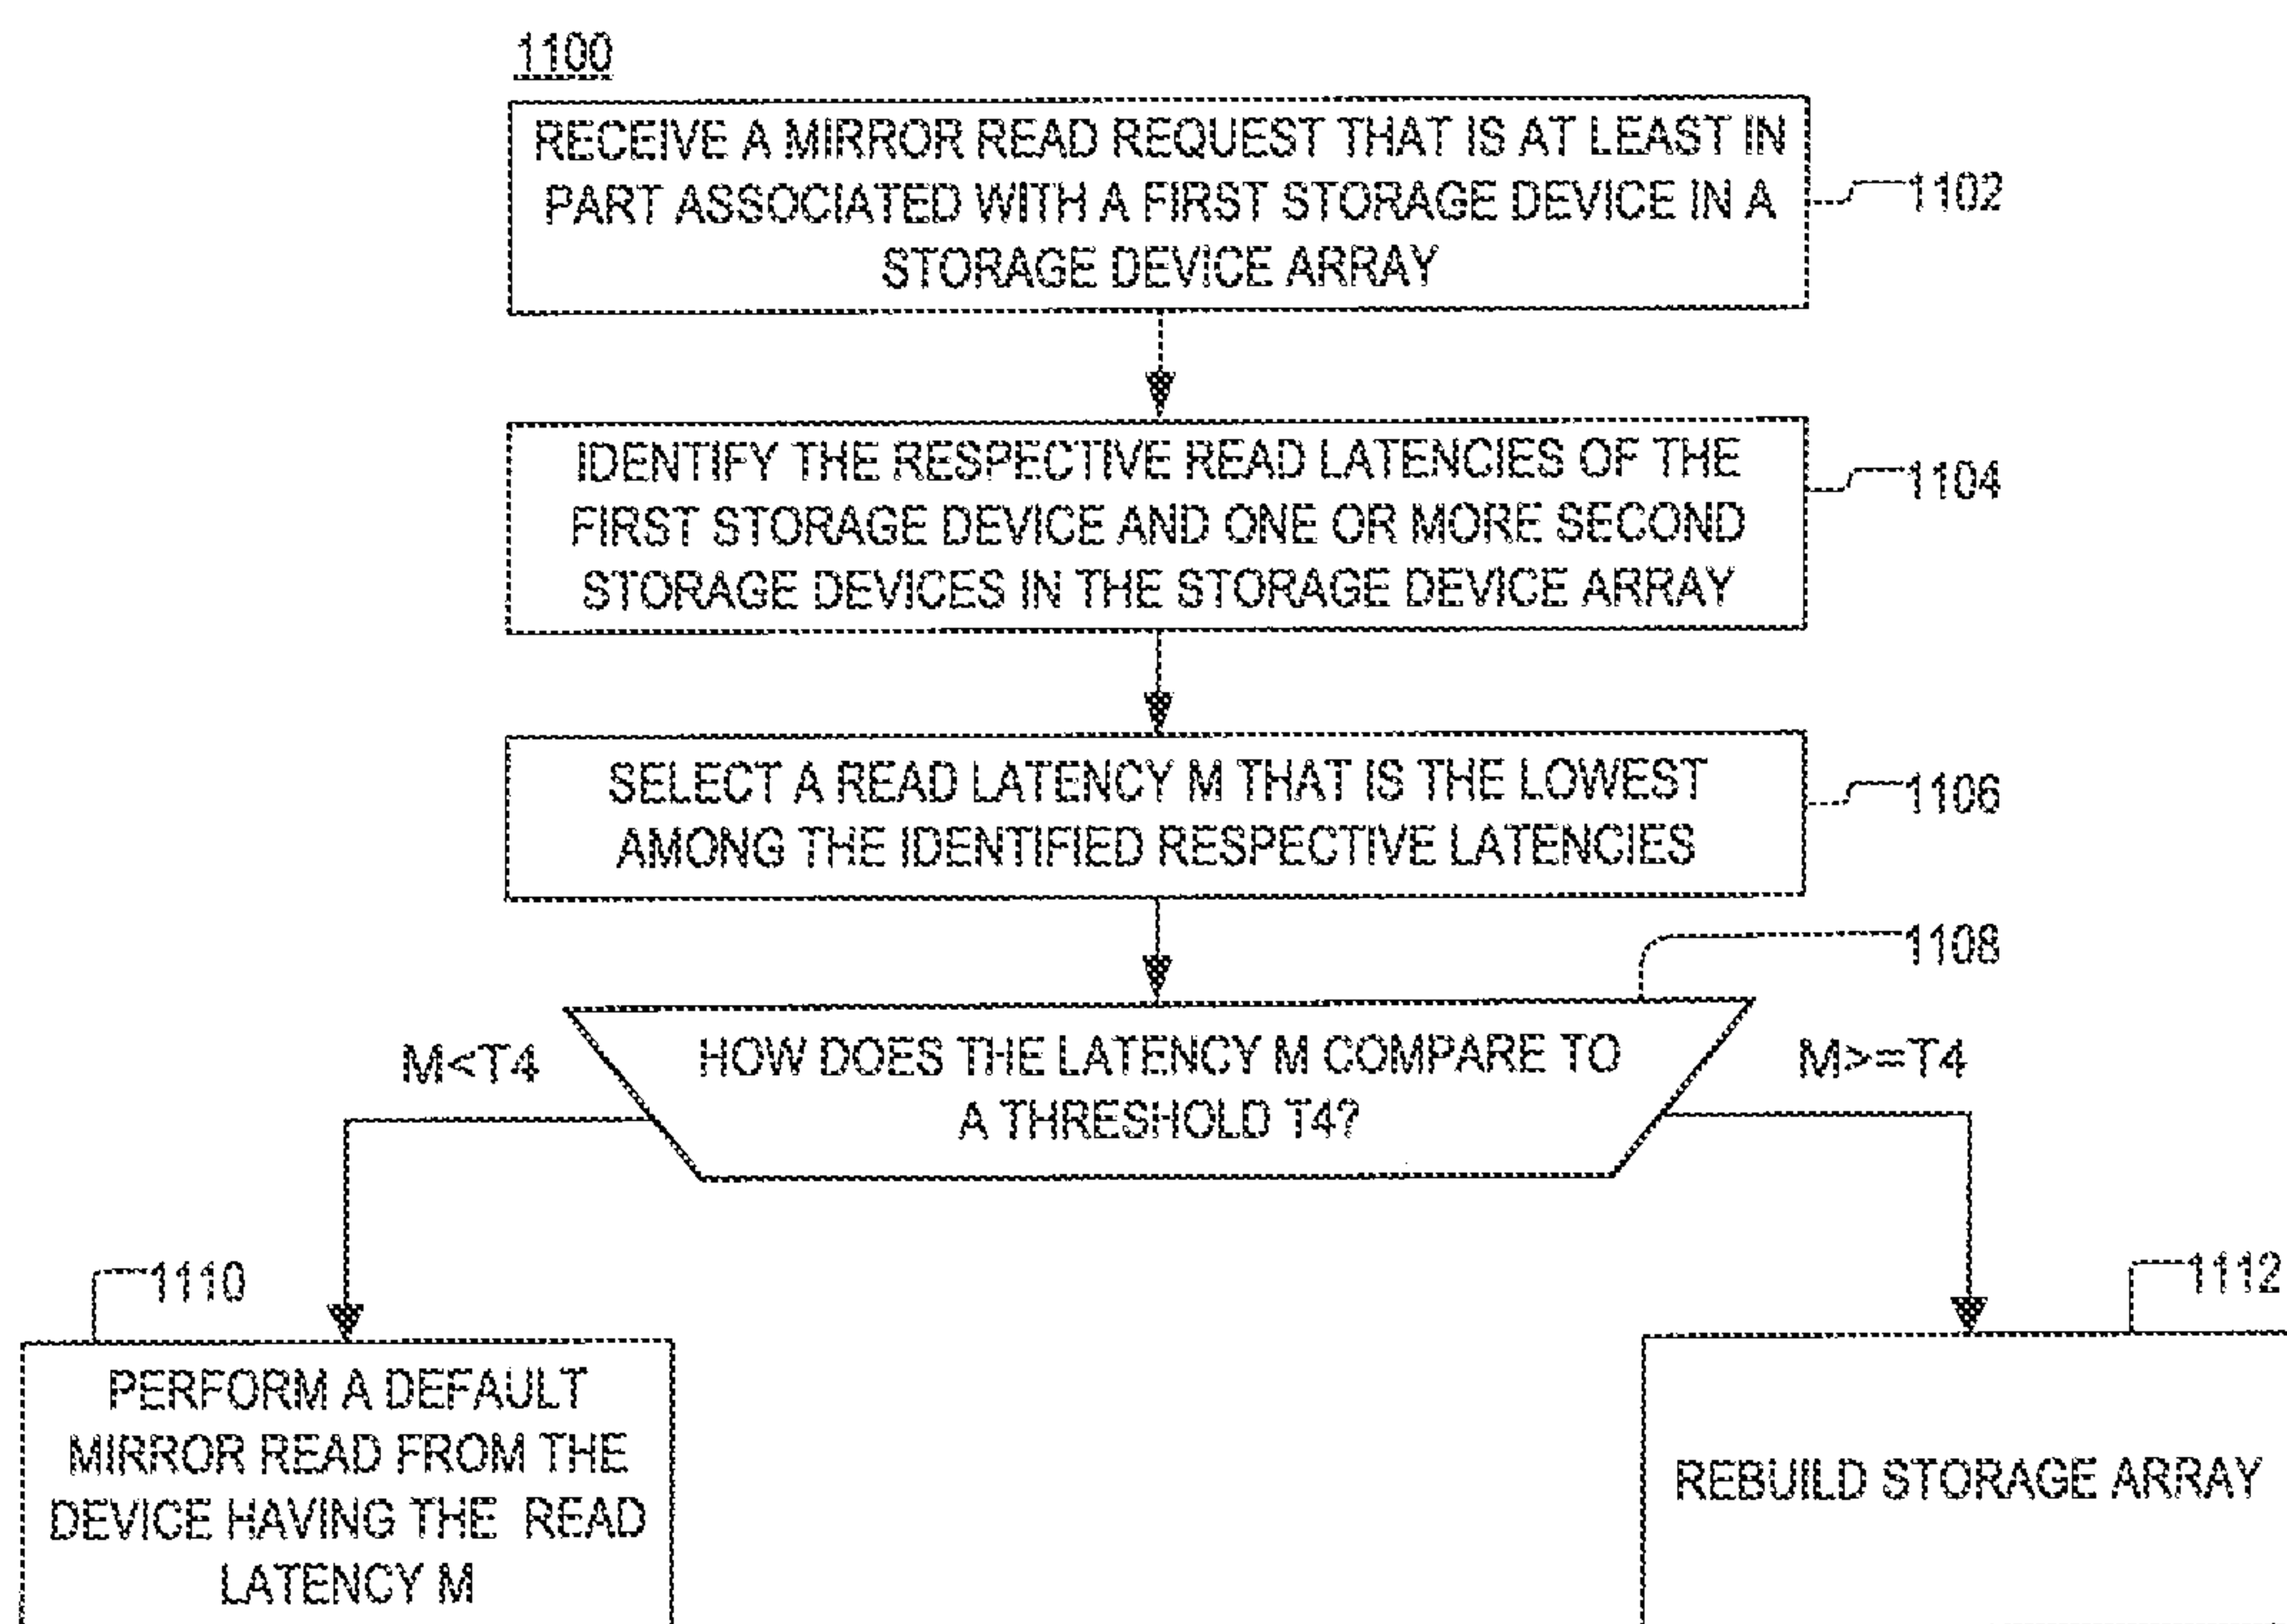 1100
RECEIVE A MIRROR READ REQUEST THAT IS AT LEAST IN
PART ASSOCIATED WITH A FIRST STORAGE DEVICE IN A
STORAGE DEVICE ARRAY
1102
IDENTIFY THE RESPECTIVE READ LATENCIES OF THE
FIRST STORAGE DEVICE AND ONE OR MORE SECOND
STORAGE DEVICES IN THE STORAGE DEVICE ARRAY
1104
SELECT A READ LATENCY M THAT IS THE LOWEST
AMONG THE IDENTIFIED RESPECTIVE LATENCIES
1106
1108
HOW DOES THE LATENCY M COMPARE TO
A THRESHOLD T4?
M<T4
M>=T4
1110
PERFORM A DEFAULT
MIRROR READ FROM THE
DEVICE HAVING THE READ
LATENCY M
1112
REBUILD STORAGE ARRAY